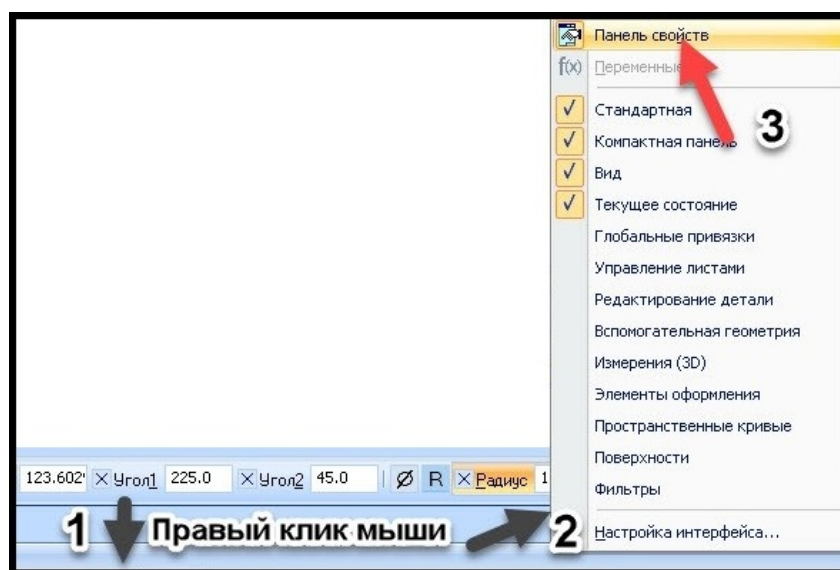 Панель свойств
f(x) Переменные
Стандартная
3
Компактная панель
Вид
Текущее состояние
Глобальные привязки
Управление листами
Редактирование детали
Вспомогательная геометрия
Измерения (3D)
Элементы оформления
Пространственные кривые
Поверхности
Фильтры
Настройка интерфейса...
123.602 Угол1 225.0 Угол2 45.0 Ø R Радиус 1
1 Правый клик мыши 2